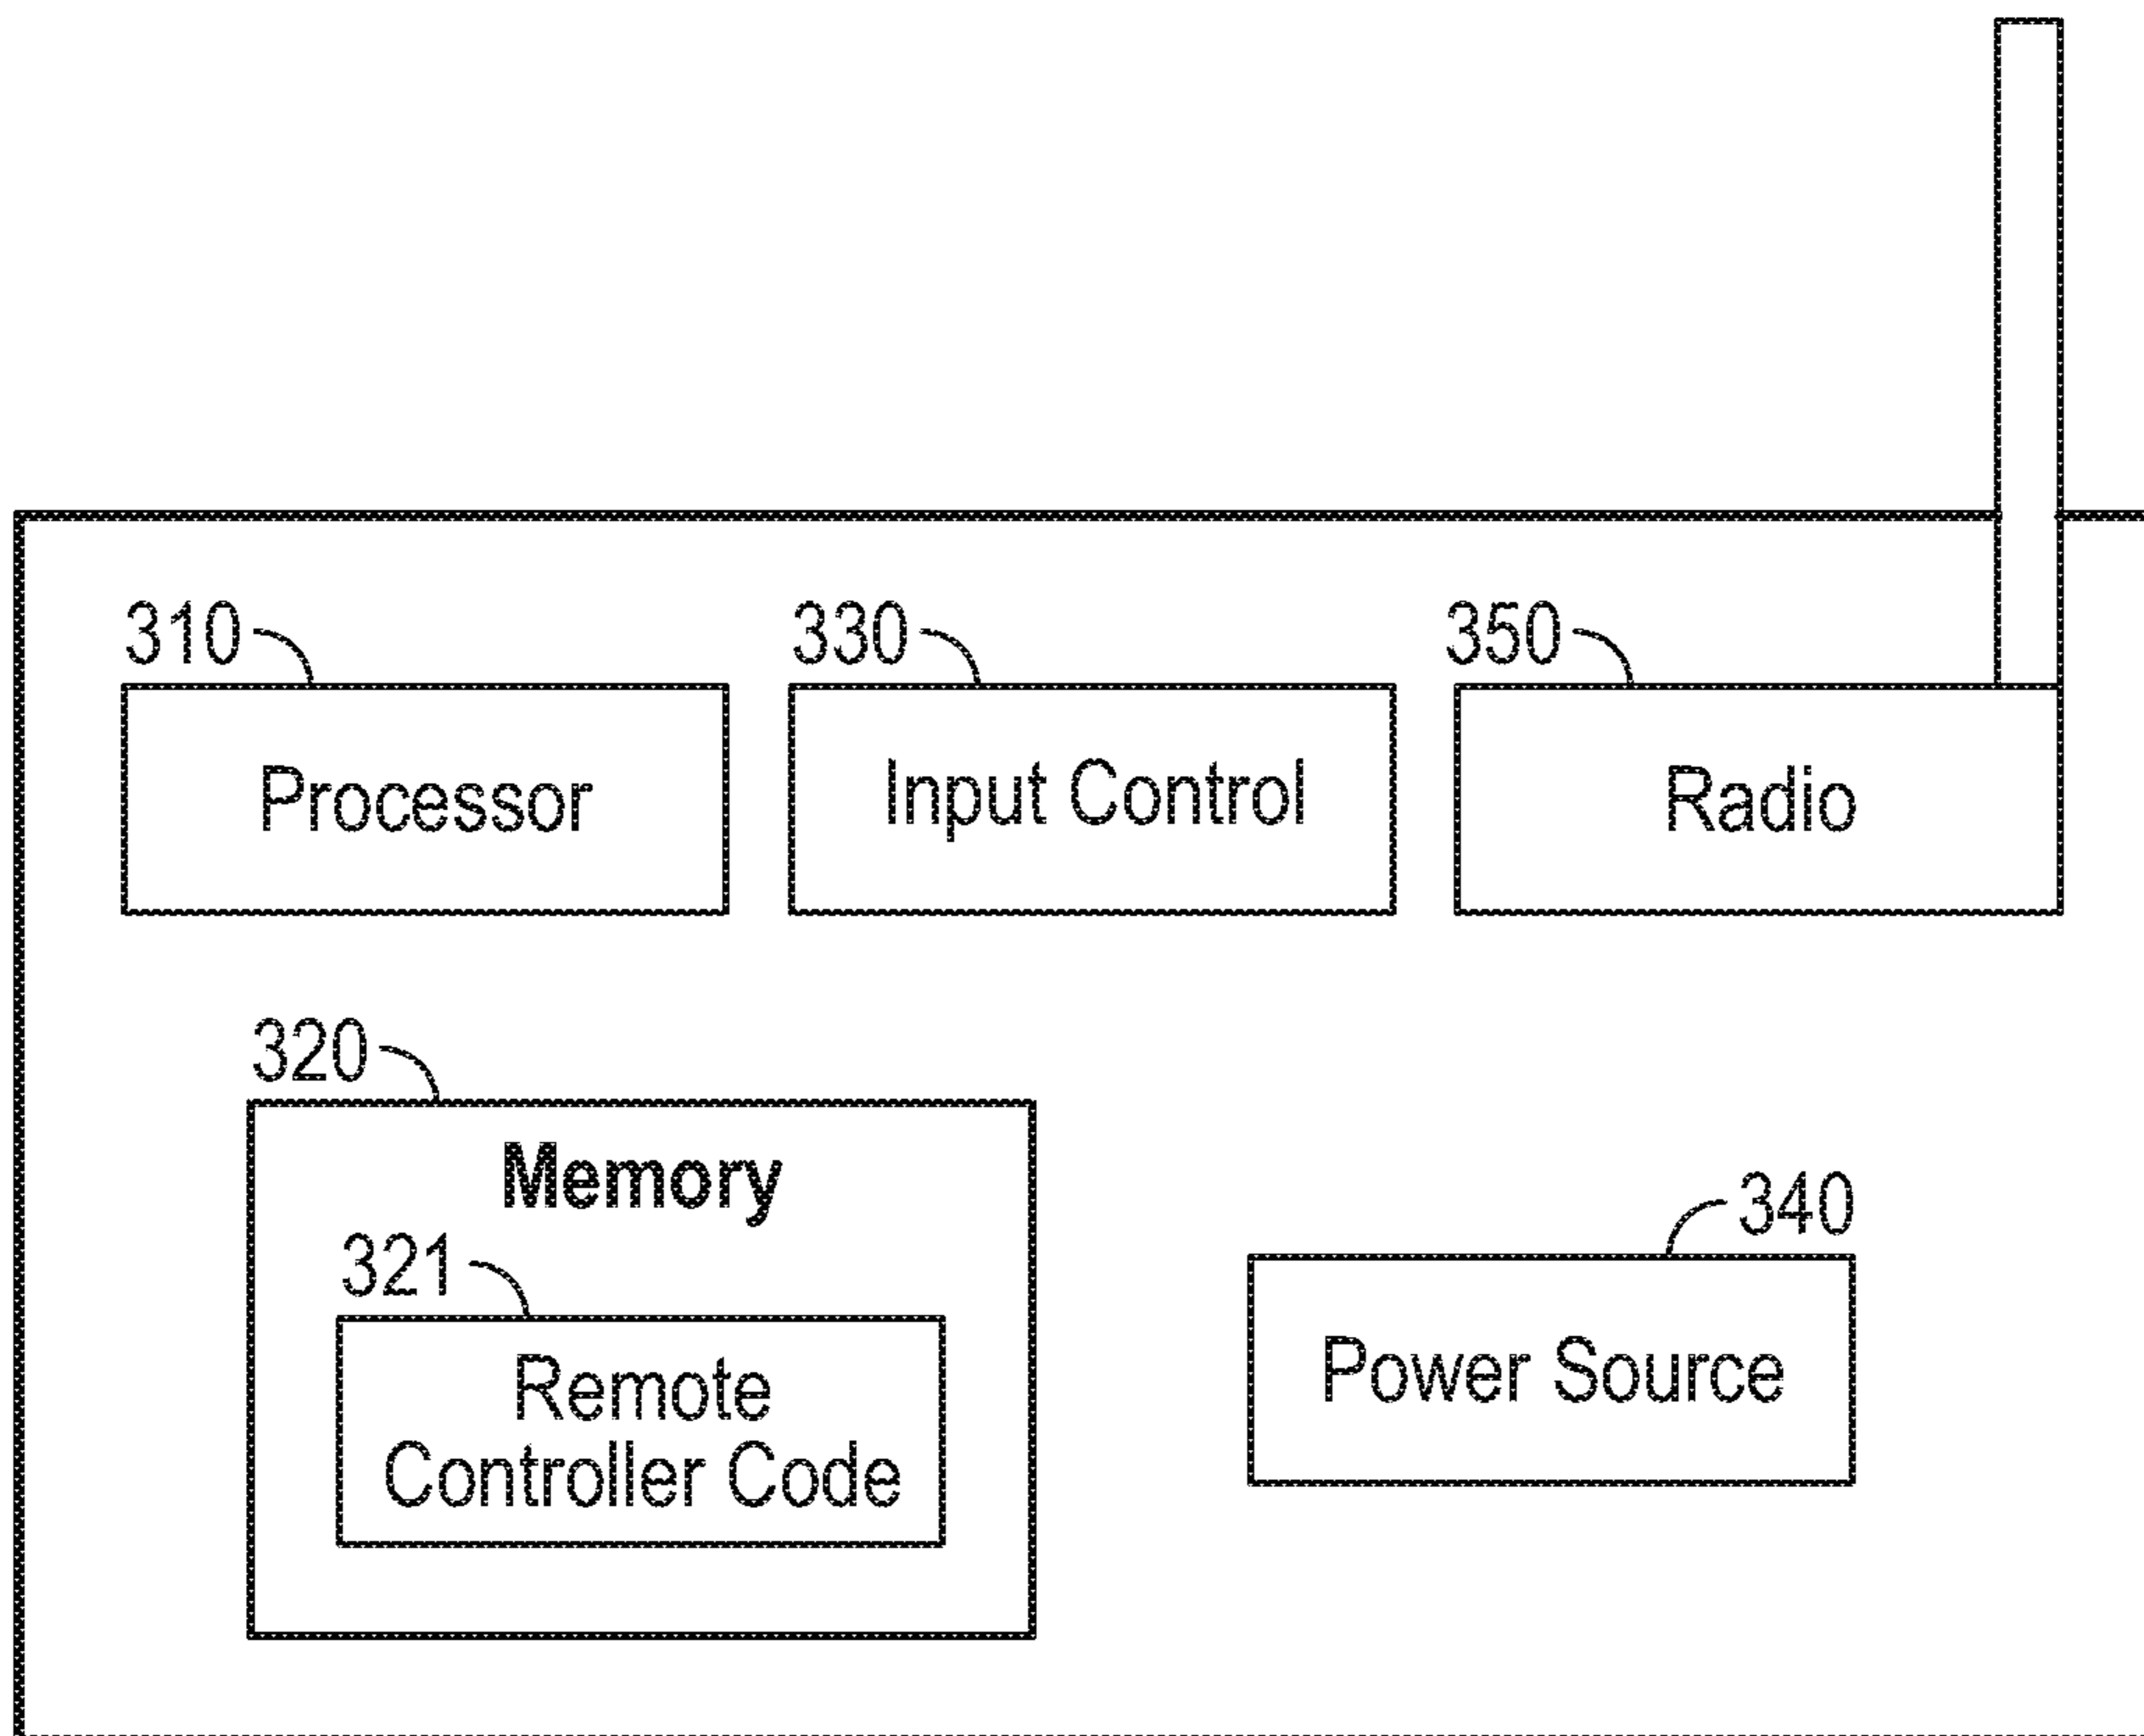 310
330
350
Processor
Input Control
Radio
320
Memory
340
321
Power Source
Remote
Controller Code